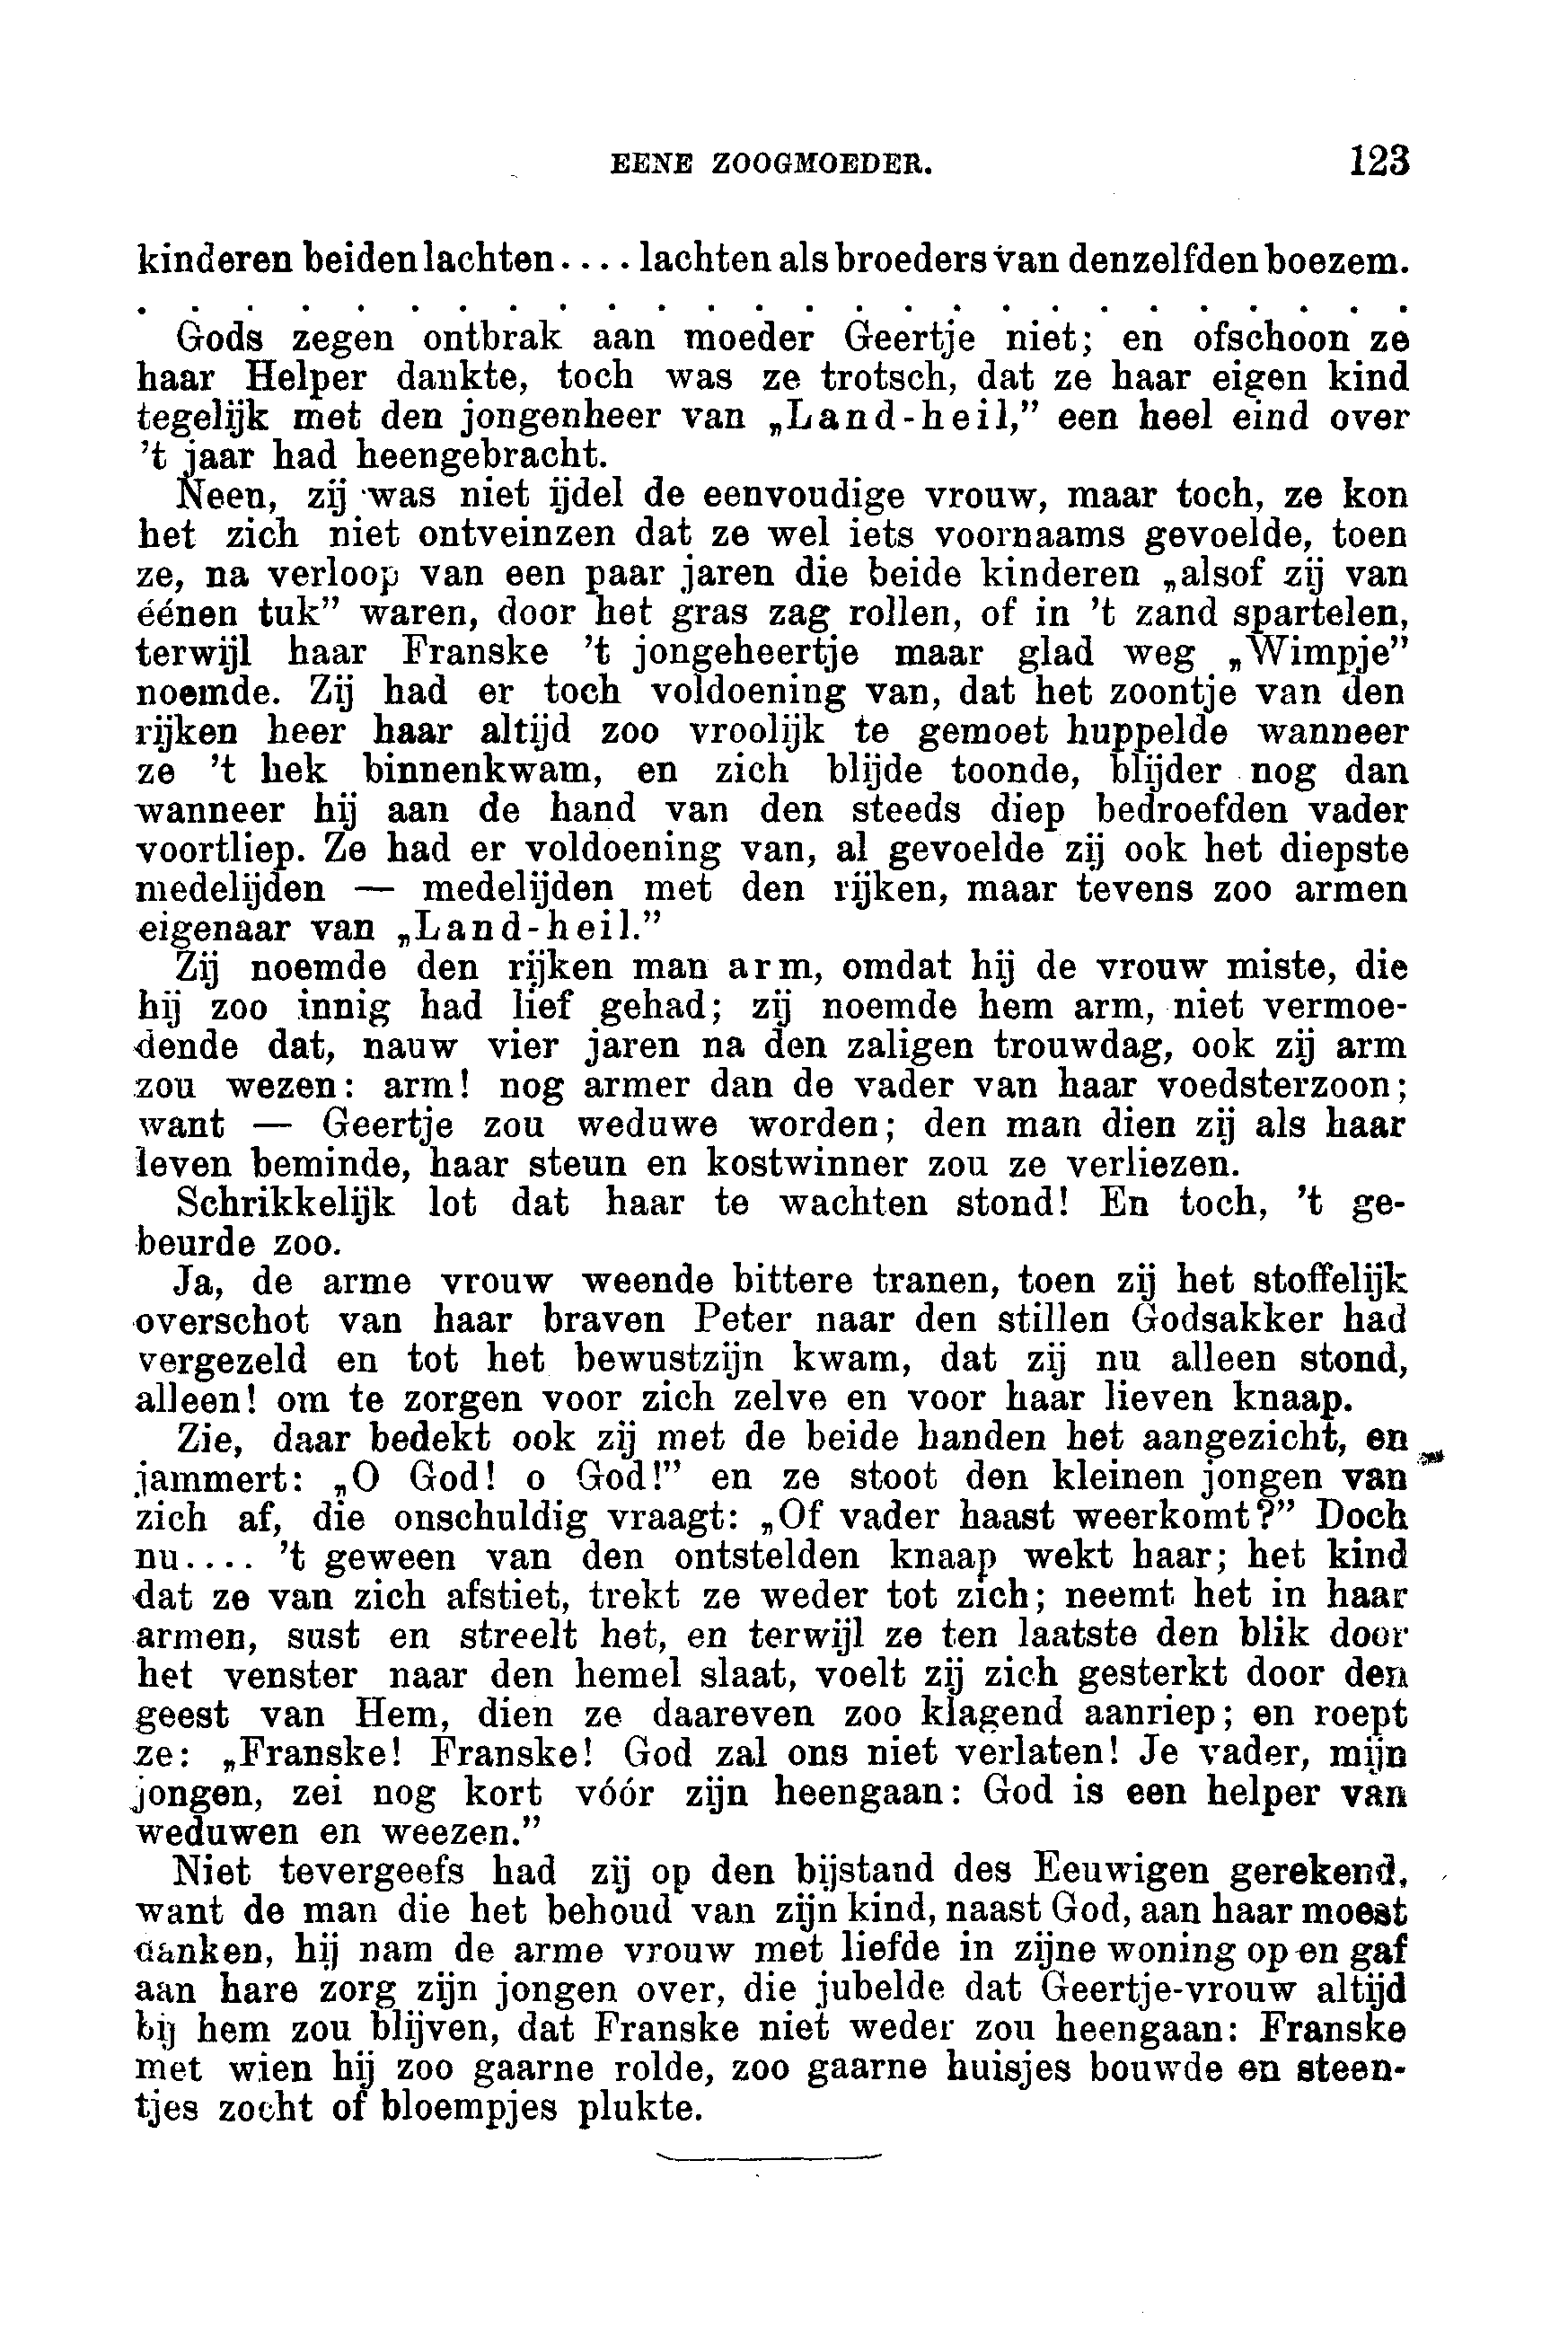 EENE ZOOGMOEDER. 123
kinderen beiden lachten.... lachten als broeders van denzelfden boezem.
. . . . . . . . . . . . . . . . . . . . . . . . . .
Gods zegen ontbrak aan moeder Geertje niet; en ofschoon ze
haar Helper dankte, toch was ze trotsch, dat ze haar eigen kind
tegelijk met den jongenheer van „Land-heil,” een heel eind over
't jaar had heengebracht.
Neen, zij was niet ijdel de eenvoudige vrouw, maar toch, ze kon
het zich niet ontveinzen dat ze wel iets voornaams gevoelde, toen
ze, na verloop van een paar jaren die beide kinderen „alsof zij van
éénen tuk” waren, door het gras zag rollen, of in 't zand spartelen,
terwijl haar Franske 't jongeheertje maar glad weg „Wimpje”
noemde. Zij had er toch voldoening van, dat het zoontje van den
rijken heer haar altijd zoo vroolijk te gemoet huppelde wanneer
ze 't hek binnenkwam, en zich blijde toonde, blijder nog dan
wanneer hij aan de hand van den steeds diep bedroefden vader
voortliep. Ze had er voldoening van, al gevoelde zij ook het diepste
medelijden — medelijden met den rijken, maar tevens zoo armen
eigenaar van „Land-heil.”
Zij noemde den rijken man arm, omdat hij de vrouw miste, die
hij zoo innig had lief gehad; zij noemde hem arm, niet vermoe-
dende dat, nauw vier jaren na den zaligen trouwdag, ook zij arm
zou wezen: arm! nog armer dan de vader van haar voedsterzoon;
want — Geertje zou weduwe worden; den man dien zij als haar
leven beminde, haar steun en kostwinner zou ze verliezen.
Schrikkelijk lot dat haar te wachten stond! En toch, 't ge-
beurde zoo.
Ja, de arme vrouw weende bittere tranen, toen zij het stoffelijk
overschot van haar braven Peter naar den stillen Godsakker had
vergezeld en tot het bewustzijn kwam, dat zij nu alleen stond,
alleen! om te zorgen voor zich zelve en voor haar lieven knaap.
Zie, daar bedekt ook zij met de beide handen het aangezicht, en
jammert: „O God! o God!” en ze stoot den kleinen jongen van
zich af, die onschuldig vraagt: „Of vader haast weerkomt?” Doch
nu.... 't geween van den ontstelden knaap wekt haar; het kind
dat ze van zich afstiet, trekt ze weder tot zich; neemt het in haar
armen, sust en streelt het, en terwijl ze ten laatste den blik door
het venster naar den hemel slaat, voelt zij zich gesterkt door den
geest van Hem, dien ze daareven zoo klagend aanriep; en roept
ze: „Franske! Franske! God zal ons niet verlaten! Je vader, mijn
jongen, zei nog kort vóór zijn heengaan: God is een helper van
weduwen en weezen.”
Niet tevergeefs had zij op den bijstand des Eeuwigen gerekend,
want de man die het behoud van zijn kind, naast God, aan haar moest
danken, hij nam de arme vrouw met liefde in zijne woning op en gaf
aan hare zorg zijn jongen over, die jubelde dat Geertje-vrouw altijd
bij hem zou blijven, dat Franske niet weder zou heengaan: Franske
met wien hij zoo gaarne rolde, zoo gaarne huisjes bouwde en steen-
tjes zocht of bloempjes plukte.